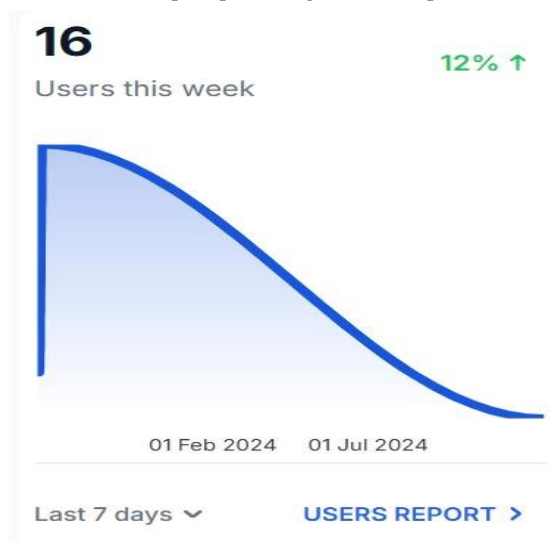 16
12% ↑
Users this week
01 Feb 2024 01 Jul 2024
Last 7 days
USERS REPORT >